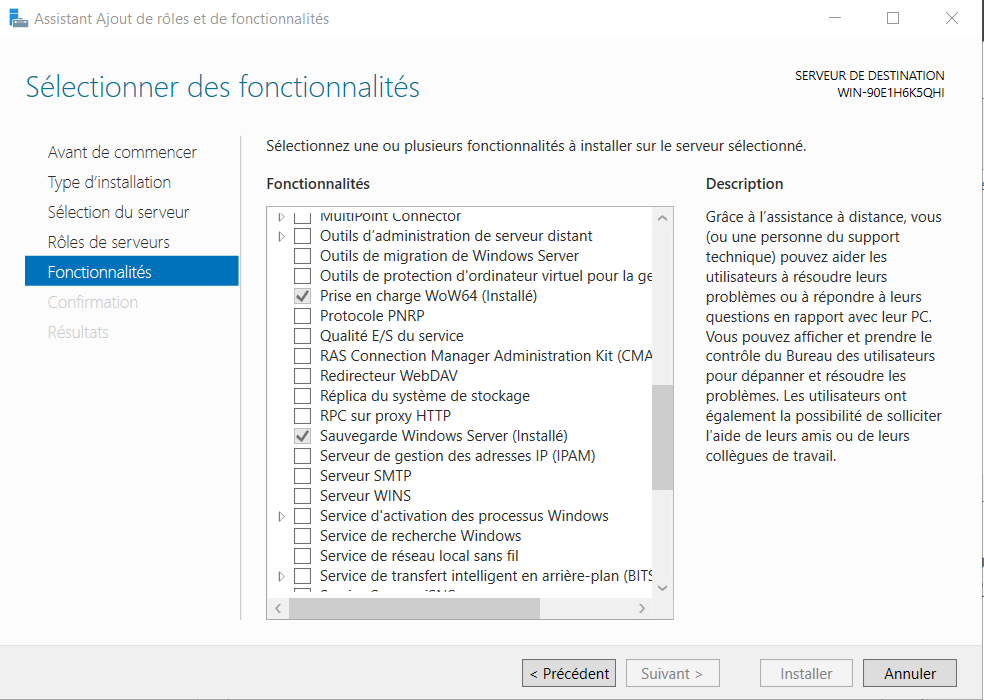 Assistant Ajout de rôles et de fonctionnalités
Sélectionner des fonctionnalités
SERVEUR DE DESTINATION
WIN-90E1H6K5QHI
Avant de commencer
Type d'installation
Sélection du serveur
Rôles de serveurs
Fonctionnalités
Confirmation
Résultats
Sélectionnez une ou plusieurs fonctionnalités à installer sur le serveur sélectionné.
Fonctionnalités
MultiPoint Connector
Outils d'administration de serveur distant
Outils de migration de Windows Server
Outils de protection d'ordinateur virtuel pour la ge
Prise en charge WoW64 (Installé)
Protocole PNRP
Qualité E/S du service
RAS Connection Manager Administration Kit (CMA
Redirecteur WebDAV
Réplica du système de stockage
RPC sur proxy HTTP
Sauvegarde Windows Server (Installé)
Serveur de gestion des adresses IP (IPAM)
Serveur SMTP
Serveur WINS
Service d'activation des processus Windows
Service de recherche Windows
Service de réseau local sans fil
Service de transfert intelligent en arrière-plan (BITS
Description
Grâce à l'assistance à distance, vous
(ou une personne du support
technique) pouvez aider les
utilisateurs à résoudre leurs
problèmes ou à répondre à leurs
questions en rapport avec leur PC.
Vous pouvez afficher et prendre le
contrôle du Bureau des utilisateurs
pour dépanner et résoudre les
problèmes. Les utilisateurs ont
également la possibilité de solliciter
l'aide de leurs amis ou de leurs
collègues de travail.
< Précédent
Suivant >
Installer
Annuler